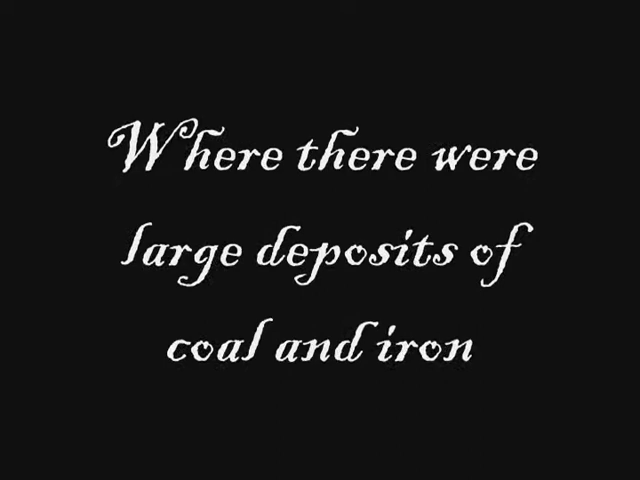 Where there were
large deposits of
coal and iron